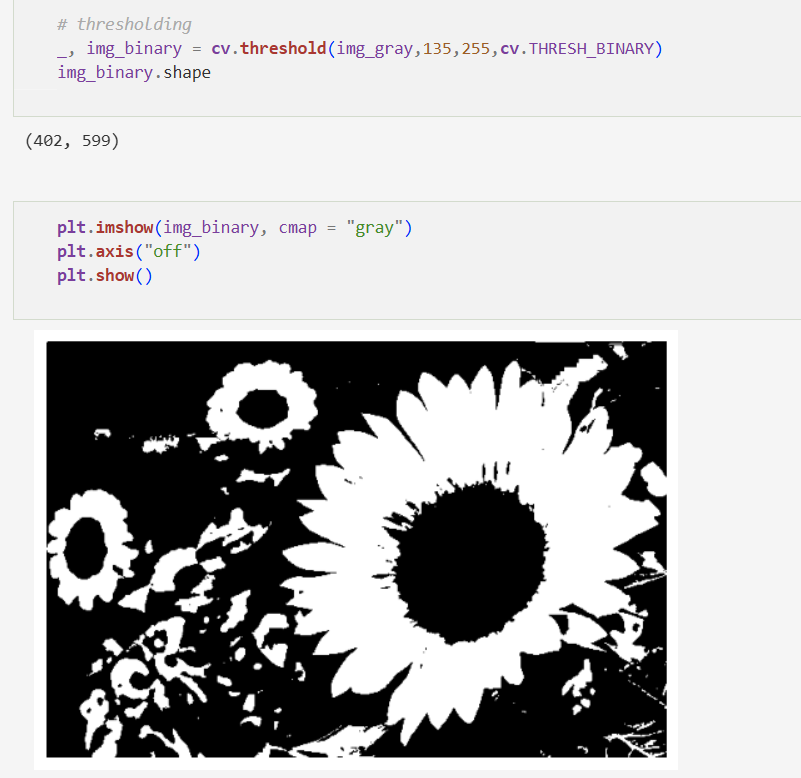 # thresholding
_, img_binary = cv.threshold(img_gray,135,255,cv.THRESH_BINARY)
img_binary.shape
(402, 599)
plt.imshow(img_binary, cmap = "gray")
plt.axis("off")
plt.show()